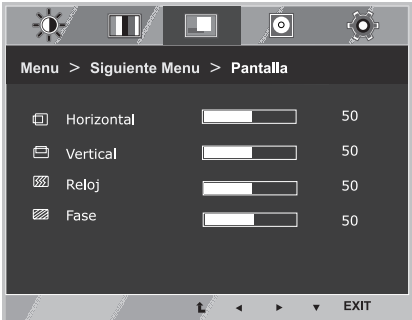 Menu > Siguiente Menu > Pantalla
Horizontal 50
Vertical 50
Reloj 50
Fase 50
EXIT